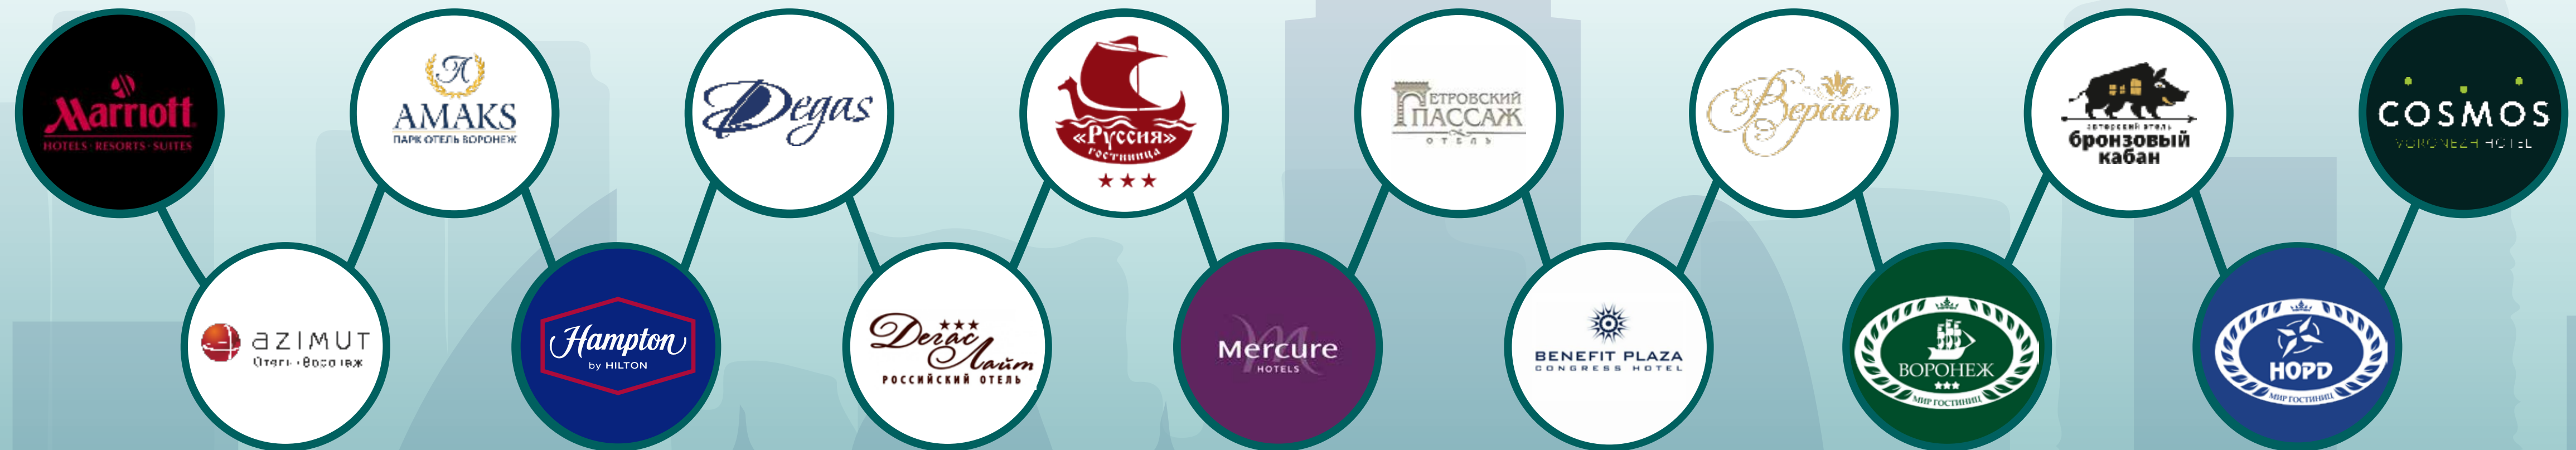 Marriott
HOTELS · RESORTS · SUITES
AZIMUT
Отель · Воронеж
AMAKS
ПАРК ОТЕЛЬ ВОРОНЕЖ
Hampton
by HILTON
Degas
Дегас Лайт
РОССИЙСКИЙ ОТЕЛЬ
«Руссия»
гостиница
Mercure
HOTELS
ПЕТРОВСКИЙ
ПАССАЖ
ОТЕЛЬ
BENEFIT PLAZA
CONGRESS HOTEL
Версаль
ВОРОНЕЖ
МИР ГОСТИНИЦ
авторский отель
бронзовый
кабан
НОРД
МИР ГОСТИНИЦ
COSMOS
VORONEZH HOTEL